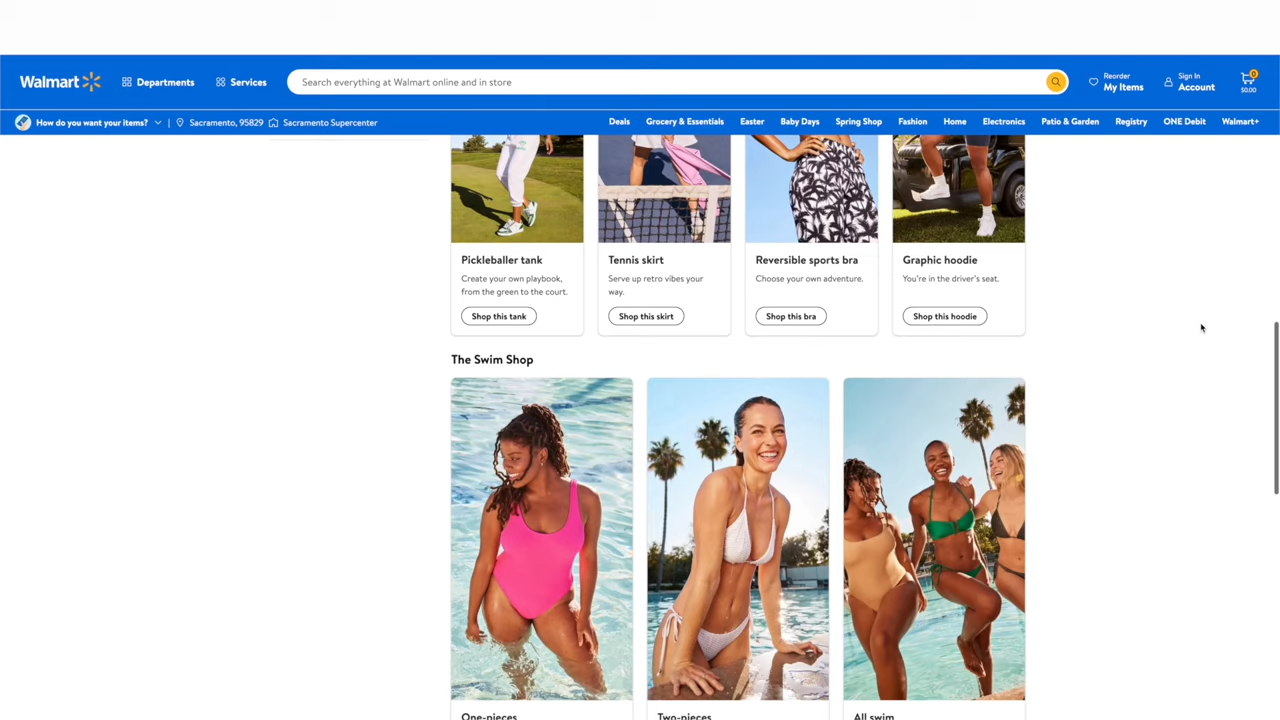 Walmart
Departments
Services
Search everything at Walmart online and in store
Reorder
My Items
Sign In
Account
0
$0.00
How do you want your items?
Sacramento, 95829
Sacramento Supercenter
Deals
Grocery & Essentials
Easter
Baby Days
Spring Shop
Fashion
Home
Electronics
Patio & Garden
Registry
ONE Debit
Walmart+
Pickleballer tank
Create your own playbook,
from the green to the court.
Shop this tank
Tennis skirt
Serve up retro vibes your
way.
Shop this skirt
Reversible sports bra
Choose your own adventure.
Shop this bra
Graphic hoodie
You're in the driver's seat.
Shop this hoodie
The Swim Shop
One-pieces
Two-pieces
All swim